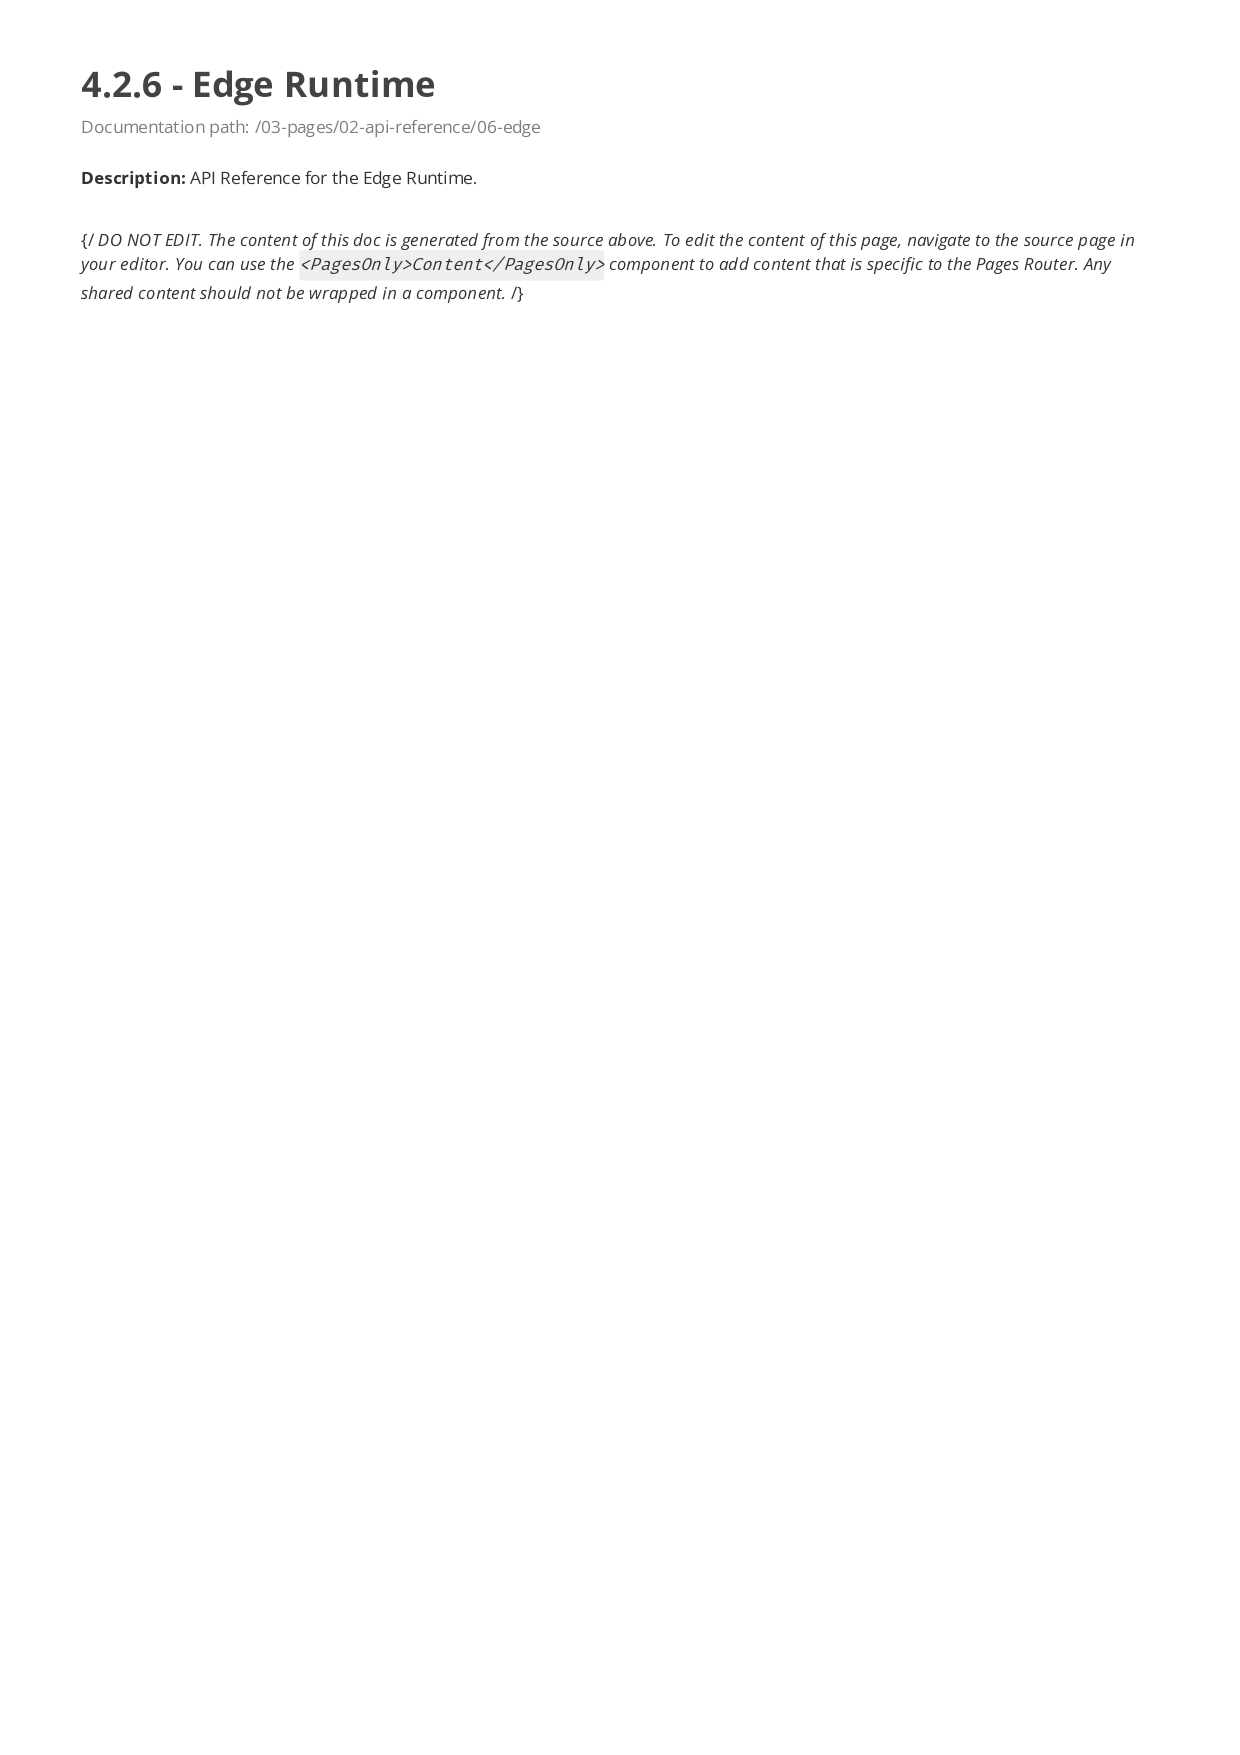 4.2.6 - Edge Runtime
Documentation path: /03-pages/02-api-reference/06-edge
Description: API Reference for the Edge Runtime.
{/ DO NOT EDIT. The content of this doc is generated from the source above. To edit the content of this page, navigate to the source page in
your editor. You can use the <PagesOnly>Content</PagesOnly> component to add content that is specific to the Pages Router. Any
shared content should not be wrapped in a component. /}